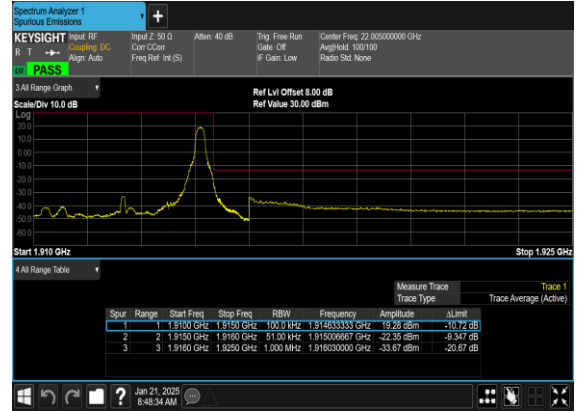 Spectrum Analyzer 1
Spurious Emissions
+
KEYSIGHT Input: RF Input Z: 50 Ω Atten: 40 dB Trig: Free Run Center Freq: 22.005000000 GHz
R T Coupling: DC Corr CCorr Gate: Off Avg|Hold: 100/100
Align: Auto Freq Ref: Int (S) IF Gain: Low Radio Std: None
PASS
3 All Range Graph
Ref Lvl Offset 8.00 dB
Scale/Div 10.0 dB Ref Value 30.00 dBm
Log
20.0
10.0
0.00
-10.0
-20.0
-30.0
-40.0
-50.0
-60.0
Start 1.910 GHz Stop 1.925 GHz
4 All Range Table
Measure Trace Trace 1
Trace Type Trace Average (Active)
Spur Range Start Freq Stop Freq RBW Frequency Amplitude ΔLimit
1 1 1.9100 GHz 1.9150 GHz 100.0 kHz 1.914633333 GHz 19.28 dBm -10.72 dB
2 2 1.9150 GHz 1.9160 GHz 51.00 kHz 1.915006667 GHz -22.35 dBm -9.347 dB
3 3 1.9160 GHz 1.9250 GHz 1.000 MHz 1.916030000 GHz -33.67 dBm -20.67 dB
?
Jan 21, 2025
8:48:34 AM